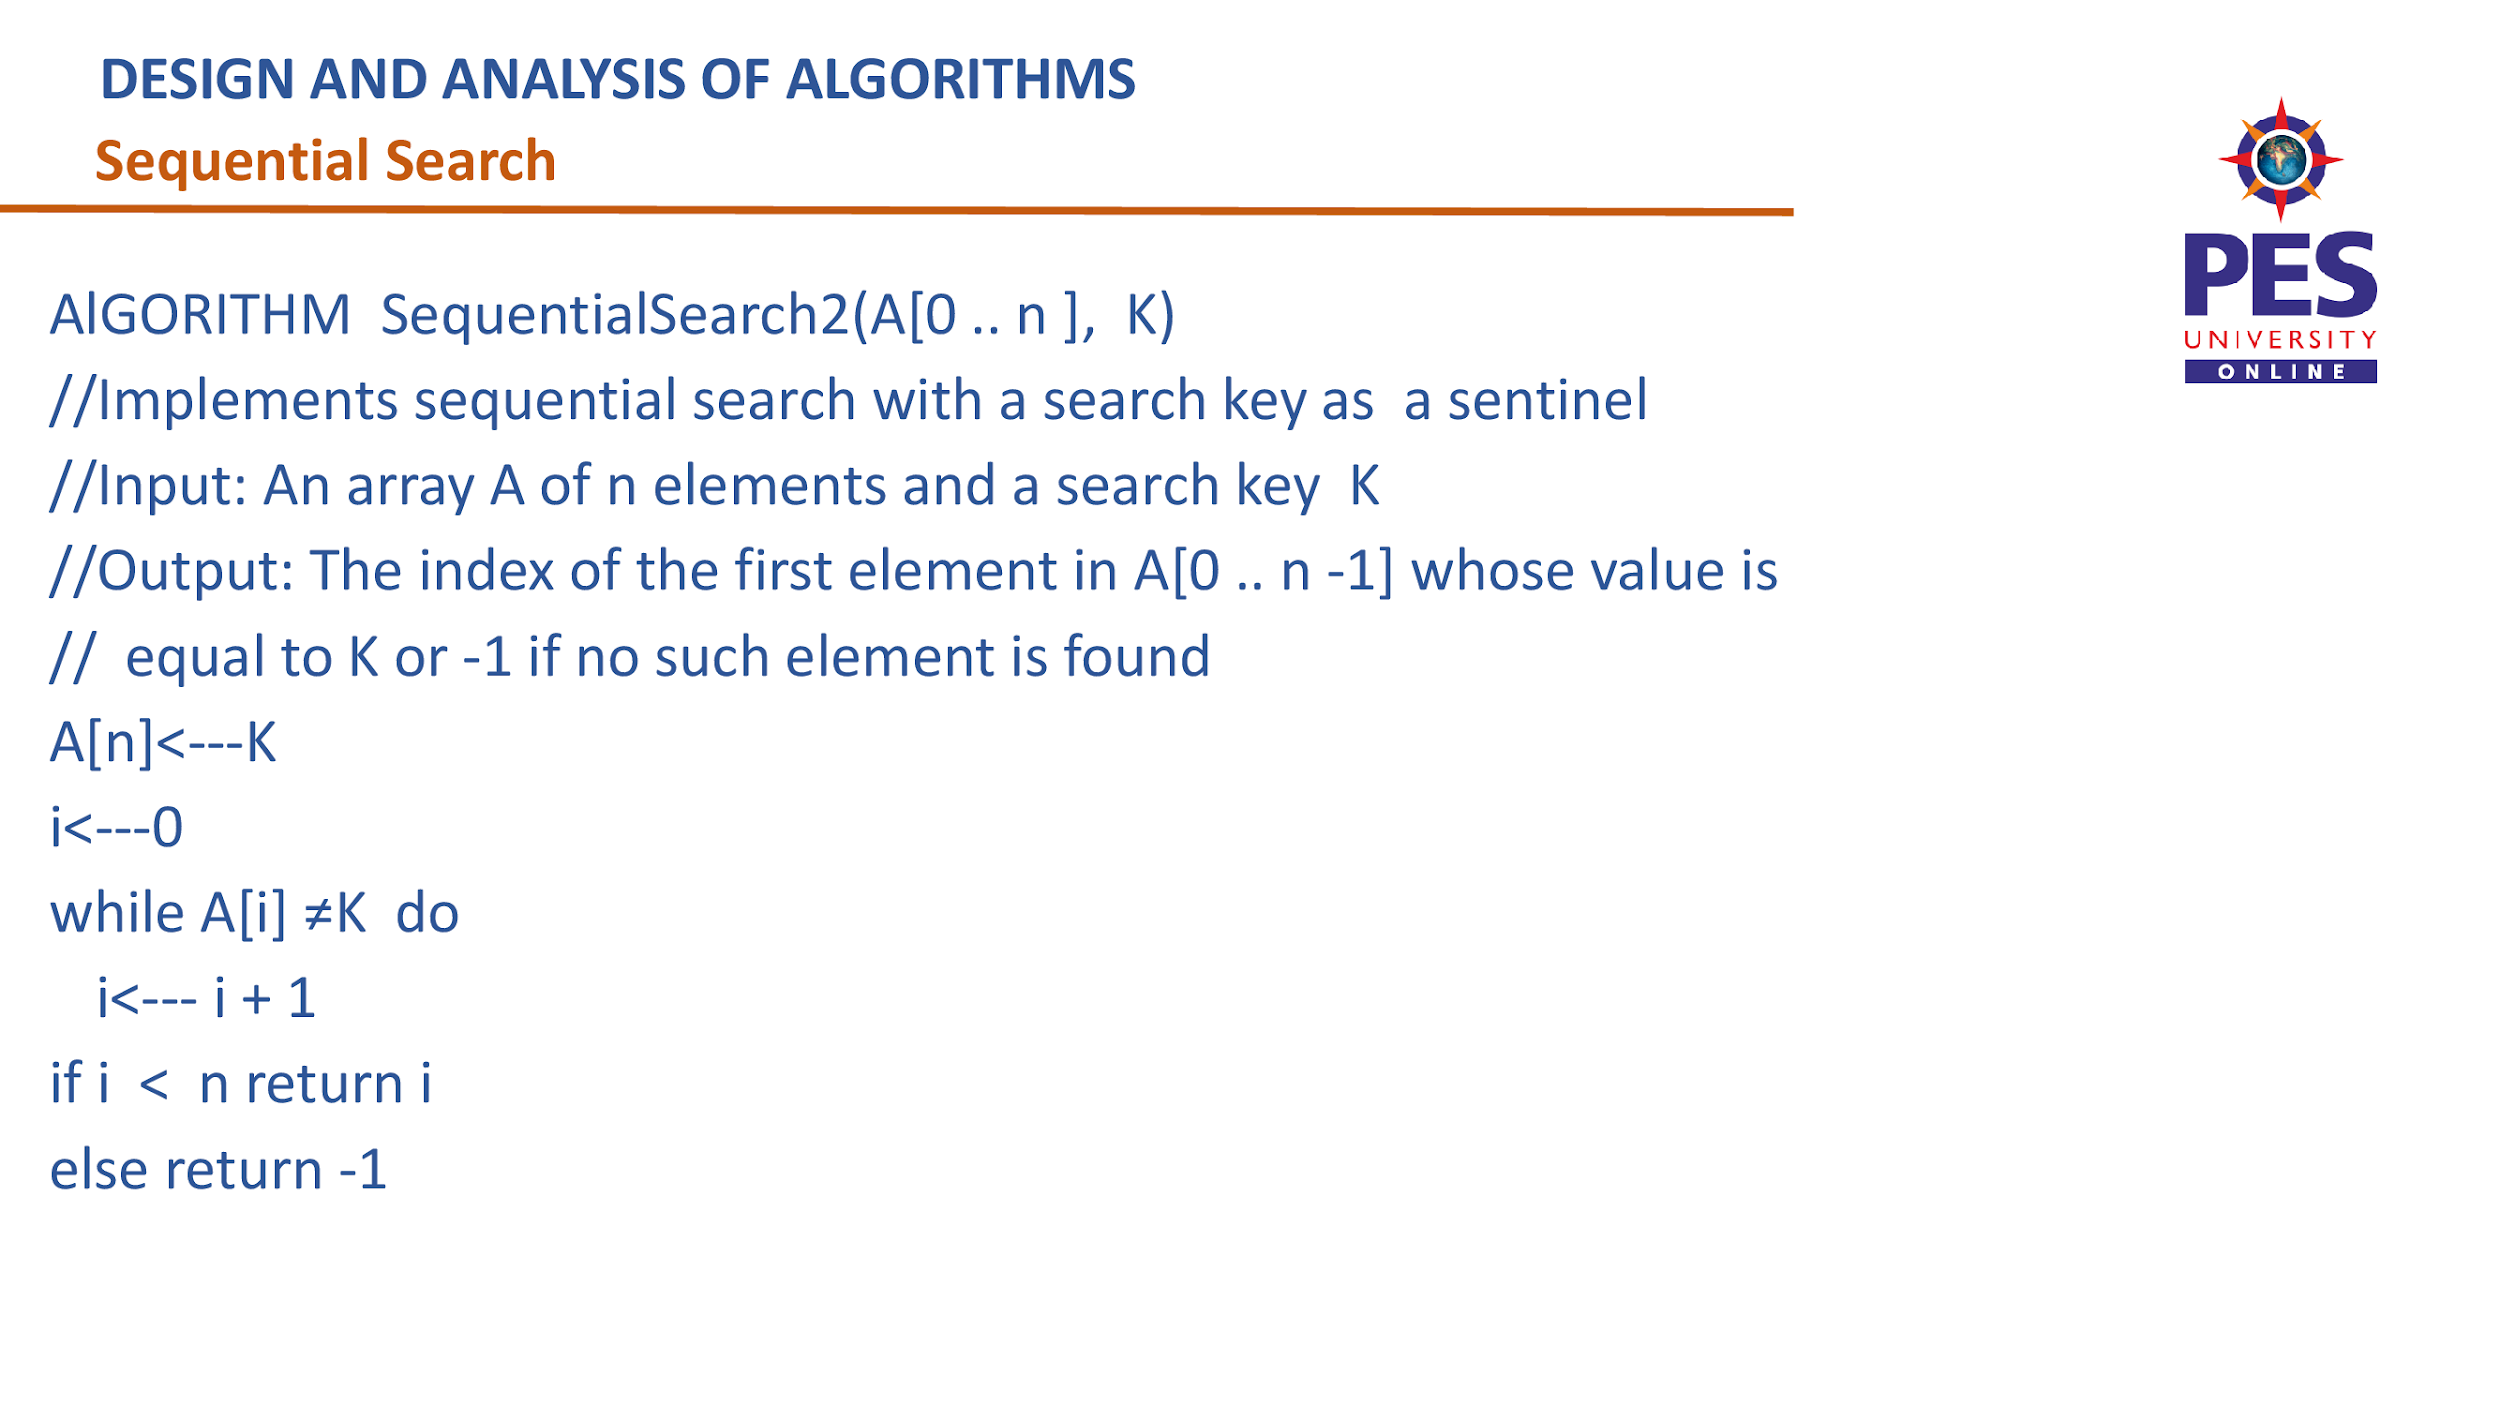 DESIGN AND ANALYSIS OF ALGORITHMS
Sequential Search
PES
UNIVERSITY
ONLINE
AlGORITHM  SequentialSearch2(A[0 .. n ],  K)
//Implements sequential search with a search key as  a sentinel
//Input: An array A of n elements and a search key  K
//Output: The index of the first element in A[0 .. n -1] whose value is
//  equal to K or -1 if no such element is found
A[n]<---K
i<---0
while A[i] ≠K  do
i<--- i + 1
if i  <  n return i
else return -1